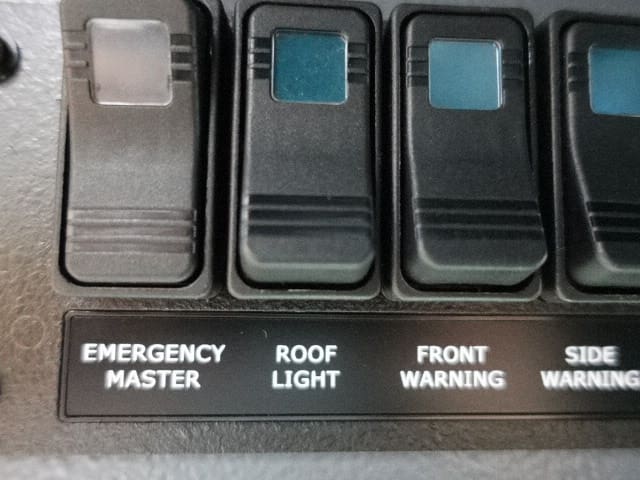 EMERGENCY
MASTER
ROOF
LIGHT
FRONT
WARNING
SIDE
WARNING